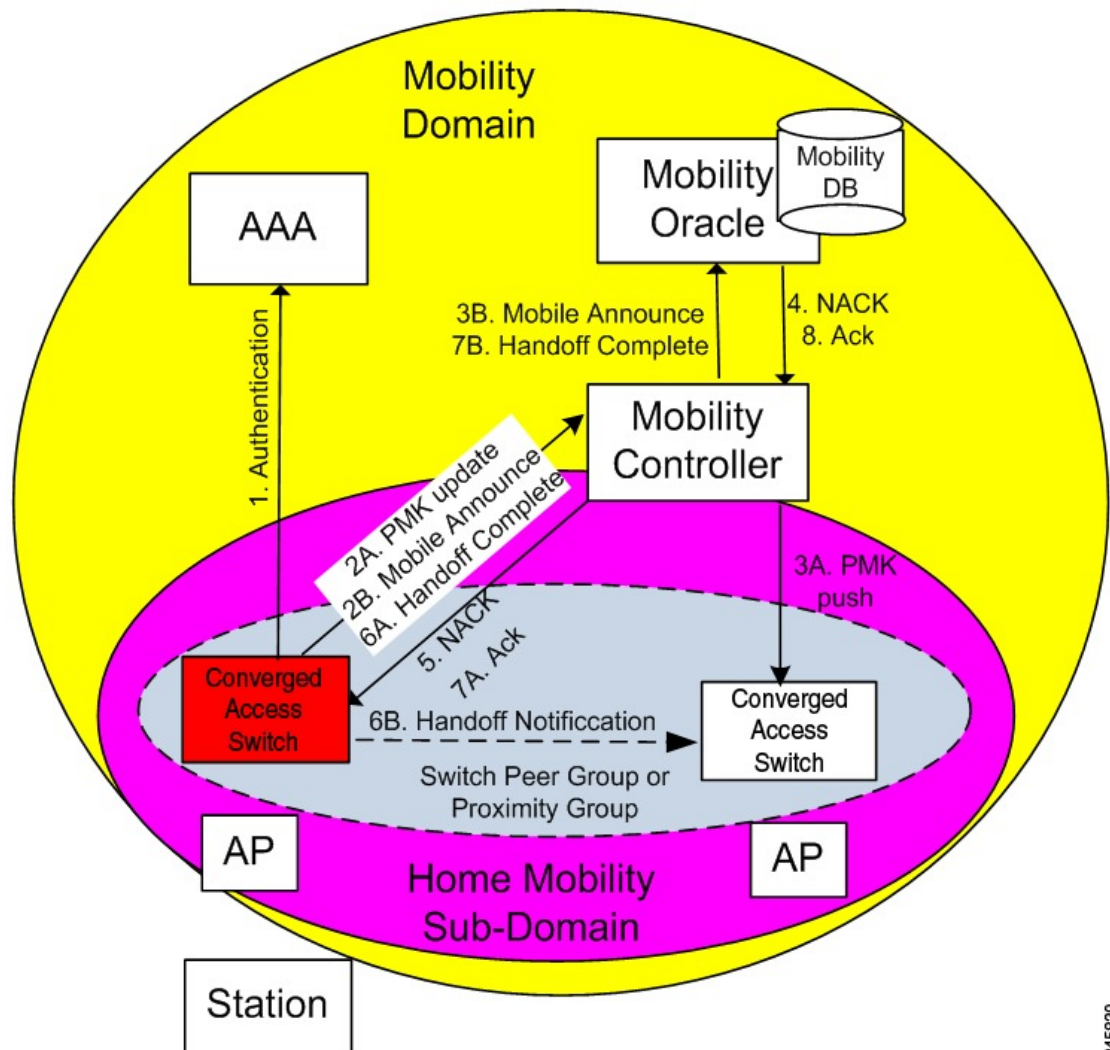 Mobility
Domain
Mobility
DB
Mobility
Oracle
AAA
3B. Mobile Announce
7B. Handoff Complete
4. NACK
8. Ack
1. Authentication
Mobility
Controller
2A. PMK update
2B. Mobile Announce
6A. Handoff Complete
5. NACK
7A. Ack
3A. PMK
push
Converged
Access
Switch
6B. Handoff Notificcation
Converged
Access
Switch
Switch Peer Group or
Proximity Group
AP
AP
Home Mobility
Sub-Domain
Station